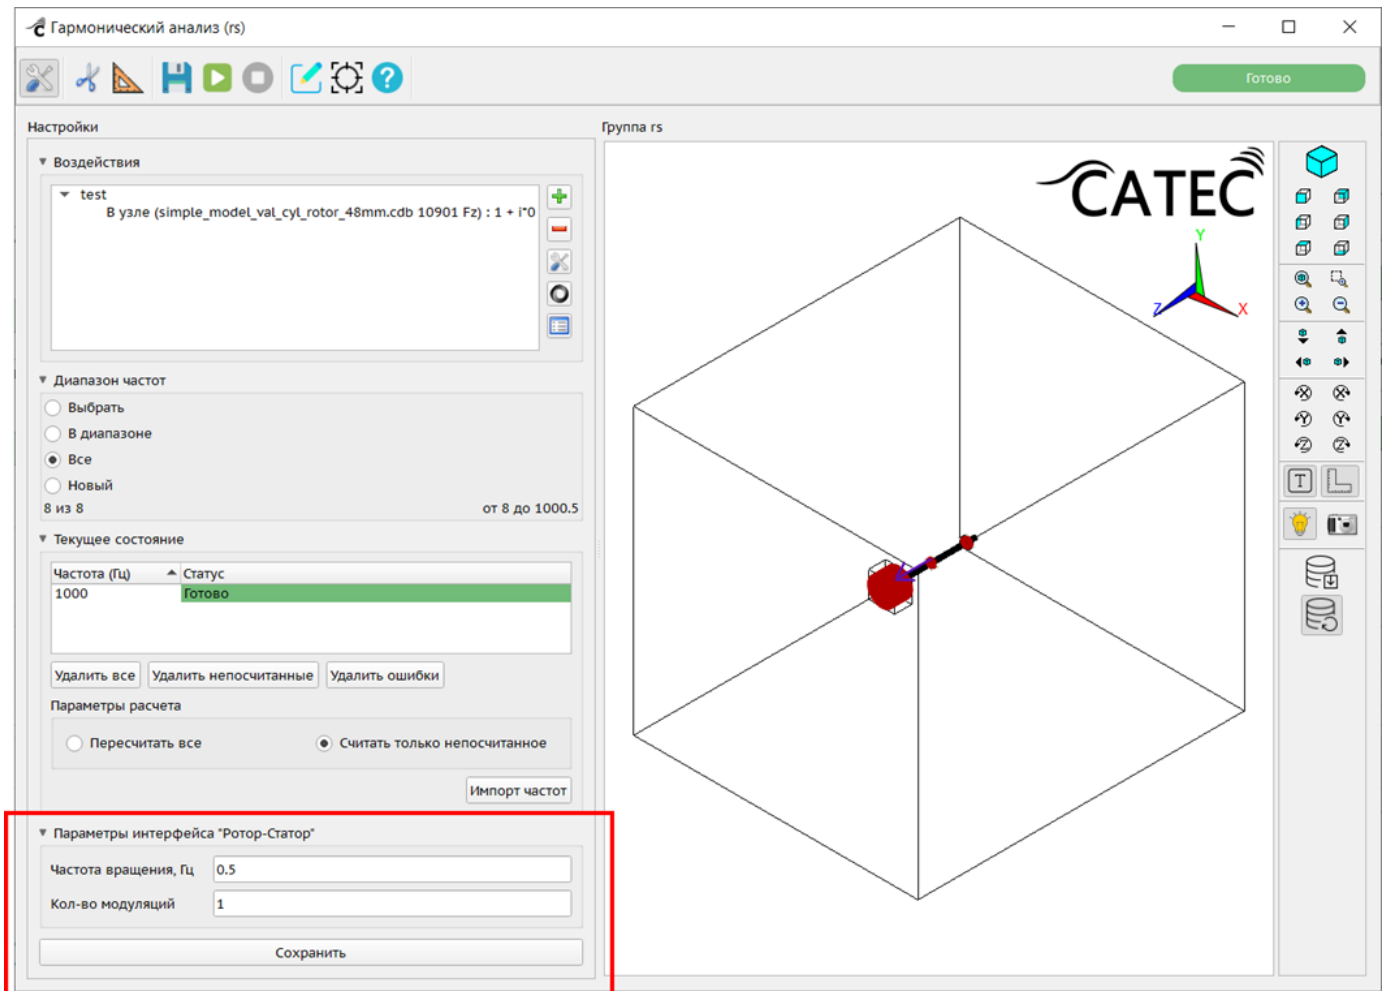 Гармонический анализ (rs)
Готово
Настройки
Группа rs
Воздействия
test
В узле (simple_model_val_cyl_rotor_48mm.cdb 10901 Fz) : 1 + i*0
CATEC
Y
Z
X
Диапазон частот
Выбрать
В диапазоне
Все
Новый
8 из 8
от 8 до 1000.5
Текущее состояние
Частота (Гц) Статус
1000 Готово
Удалить все Удалить непосчитанные Удалить ошибки
Параметры расчета
Пересчитать все Считать только непосчитанное
Импорт частот
Параметры интерфейса "Ротор-Статор"
Частота вращения, Гц 0.5
Кол-во модуляций 1
Сохранить
X X
Y Y
Z Z
T